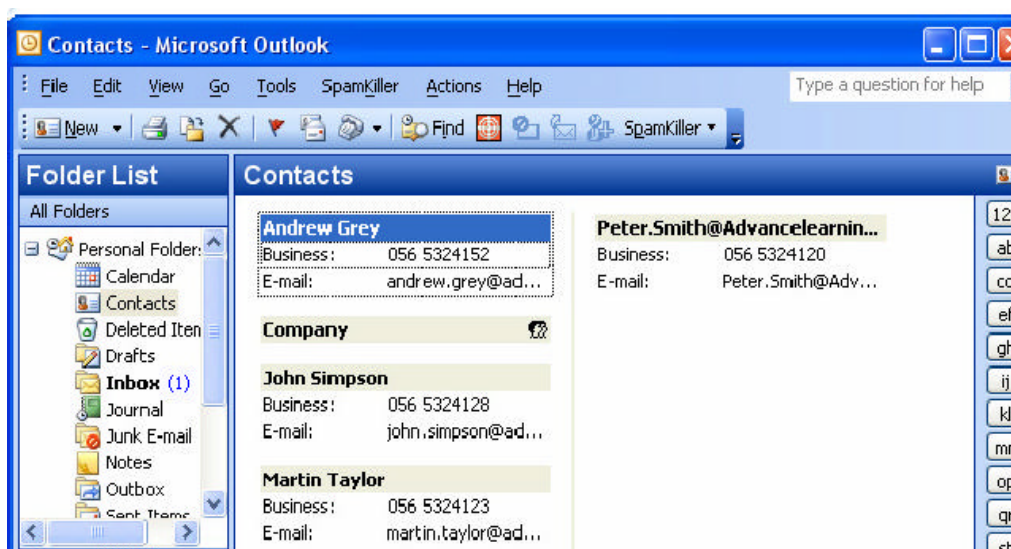 Contacts - Microsoft Outlook
File Edit View Go Tools SpamKiller Actions Help Type a question for help
New Find SpamKiller
Folder List
All Folders
Personal Folder:
Calendar
Contacts
Deleted Iten
Drafts
Inbox (1)
Journal
Junk E-mail
Notes
Outbox
Sent Items
Contacts
Andrew Grey
Business: 056 5324152
E-mail: andrew.grey@ad...
Company
John Simpson
Business: 056 5324128
E-mail: john.simpson@ad...
Martin Taylor
Business: 056 5324123
E-mail: martin.taylor@ad...
Peter.Smith@Advancelearnin...
Business: 056 5324120
E-mail: Peter.Smith@Adv...
12
ab
ef
gh
ij
kl
op